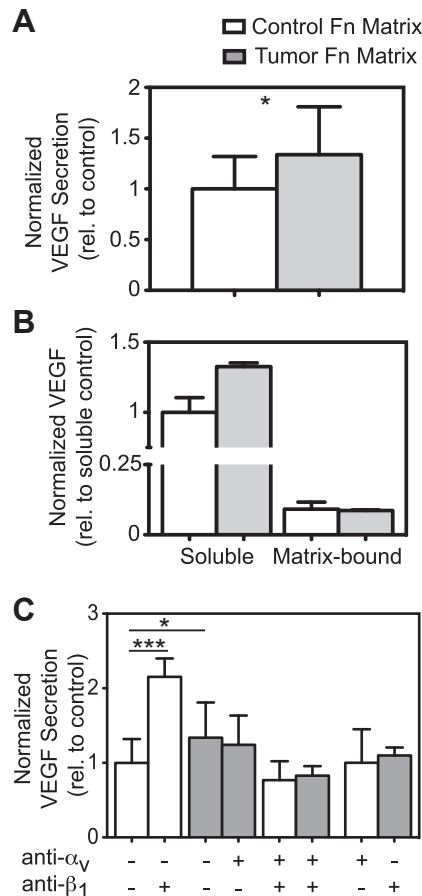 A
Control Fn Matrix
Tumor Fn Matrix
Normalized
VEGF Secretion
(rel. to control)
2
1.5
1
0.5
0
*
B
Normalized VEGF
(rel. to soluble control)
1.5
1
0.25
0
Soluble Matrix-bound
C
Normalized
VEGF Secretion
(rel. to control)
3
2
1
0
*
***
anti-αv - - - + + + + -
anti-β1 - + - - + + - +